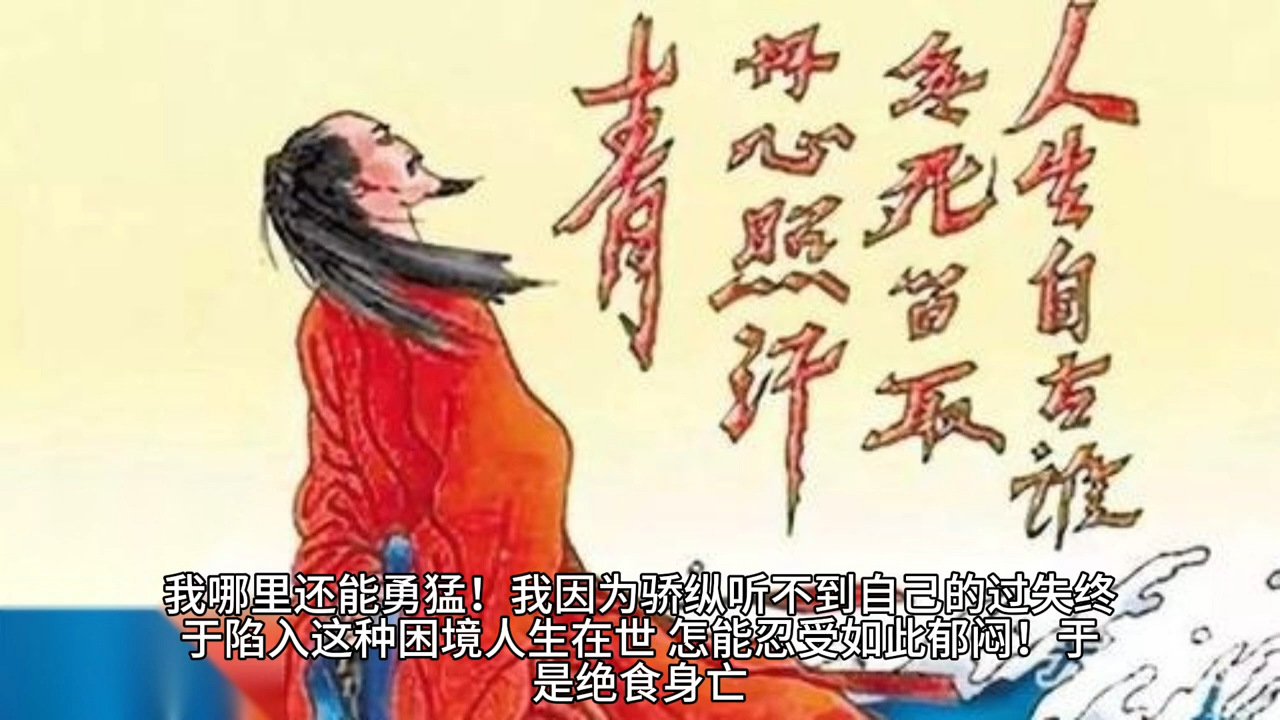 人生自古誰
無死留取
丹心照汗
青
我哪里还能勇猛！我因为骄纵听不到自己的过失终
于陷入这种困境人生在世 怎能忍受如此郁闷！于
是绝食身亡